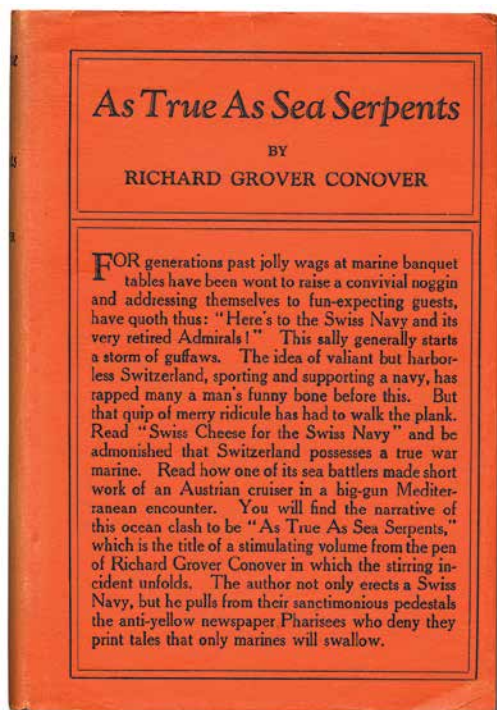 As True As Sea Serpents
BY
RICHARD GROVER CONOVER
FOR generations past jolly wags at marine banquet
tables have been wont to raise a convivial noggin
and addressing themselves to fun-expecting guests,
have quoth thus: "Here's to the Swiss Navy and its
very retired Admirals!" This sally generally starts
a storm of guffaws. The idea of valiant but harbor-
less Switzerland, sporting and supporting a navy, has
rapped many a man's funny bone before this. But
that quip of merry ridicule has had to walk the plank.
Read "Swiss Cheese for the Swiss Navy" and be
admonished that Switzerland possesses a true war
marine. Read how one of its sea battlers made short
work of an Austrian cruiser in a big-gun Mediter-
ranean encounter. You will find the narrative of
this ocean clash to be "As True As Sea Serpents,"
which is the title of a stimulating volume from the pen
of Richard Grover Conover in which the stirring in-
cident unfolds. The author not only erects a Swiss
Navy, but he pulls from their sanctimonious pedestals
the anti-yellow newspaper Pharisees who deny they
print tales that only marines will swallow.